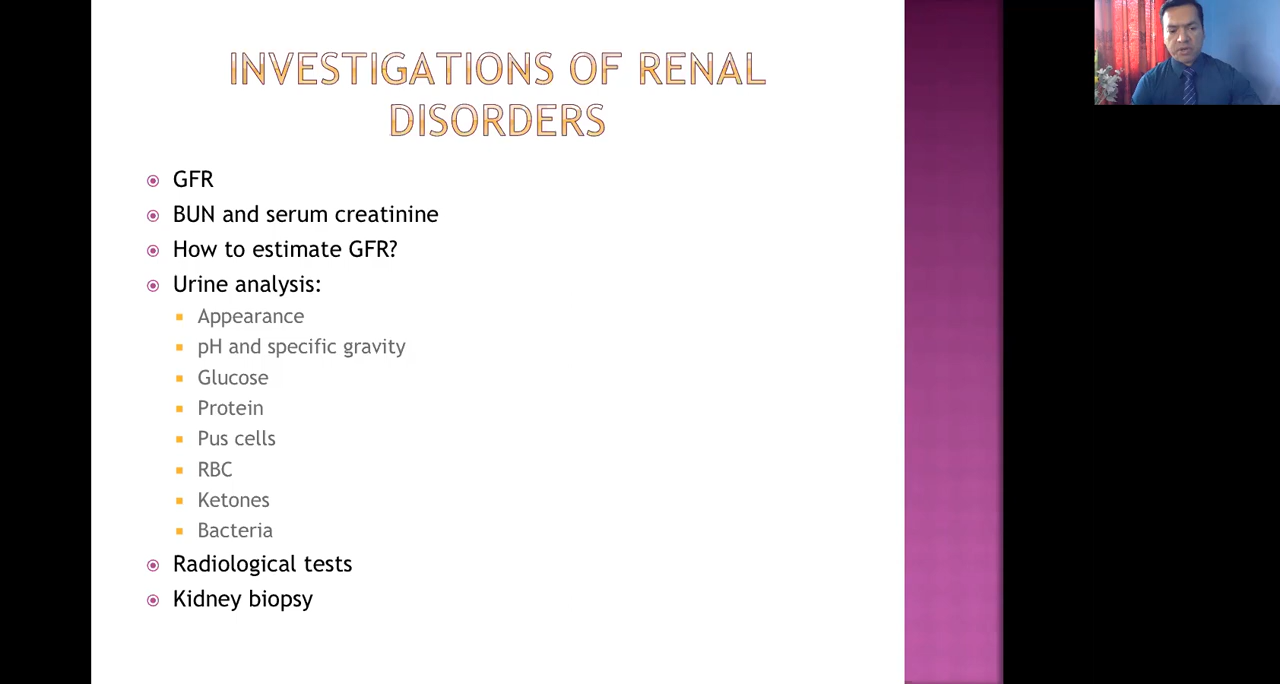 INVESTIGATIONS OF RENAL
DISORDERS
GFR
BUN and serum creatinine
How to estimate GFR?
Urine analysis:
Appearance
pH and specific gravity
Glucose
Protein
Pus cells
RBC
Ketones
Bacteria
Radiological tests
Kidney biopsy